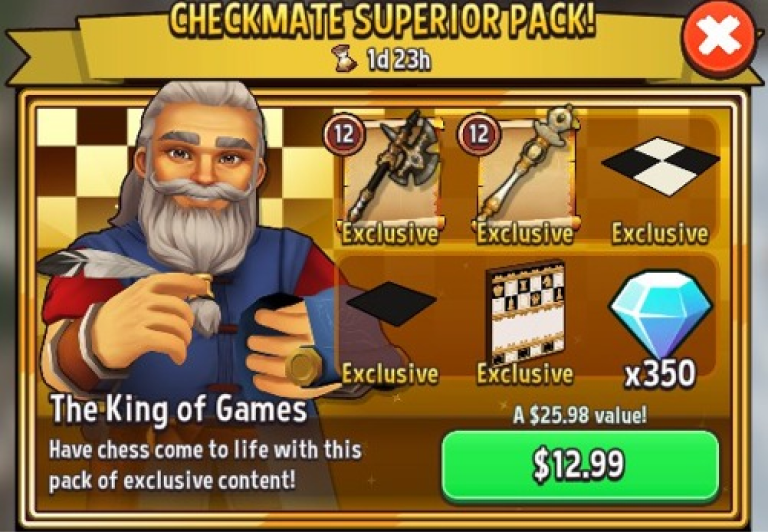 CHECKMATE SUPERIOR PACK!
1d 23h
12
12
Exclusive
Exclusive
Exclusive
Exclusive
Exclusive
x350
The King of Games
Have chess come to life with this
pack of exclusive content!
A $25.98 value!
$12.99